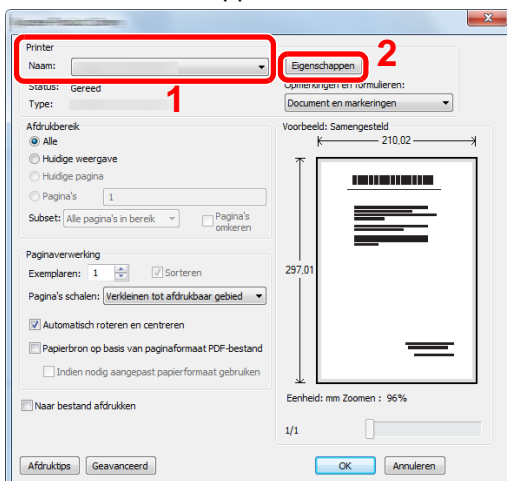 Printer
Naam:
Eigenschappen
2
Status: Gereed
1
Opmerkingen en formulieren:
Type:
Document en markeringen
Afdrukbereik
Alle
Huidige weergave
Huidige pagina
Pagina's 1
Subset: Alle pagina's in bereik
Pagina's
omkeren
Paginaverwerking
Exemplaren: 1
Sorteren
Pagina's schalen: Verkleinen tot afdrukbaar gebied
Automatisch roteren en centreren
Papierbron op basis van paginaformaat PDF-bestand
Indien nodig aangepast papierformaat gebruiken
Naar bestand afdrukken
Voorbeeld: Samengesteld
210,02
297,01
Eenheid: mm Zoomen : 96%
1/1
Afdruktips
Geavanceerd
OK
Annuleren